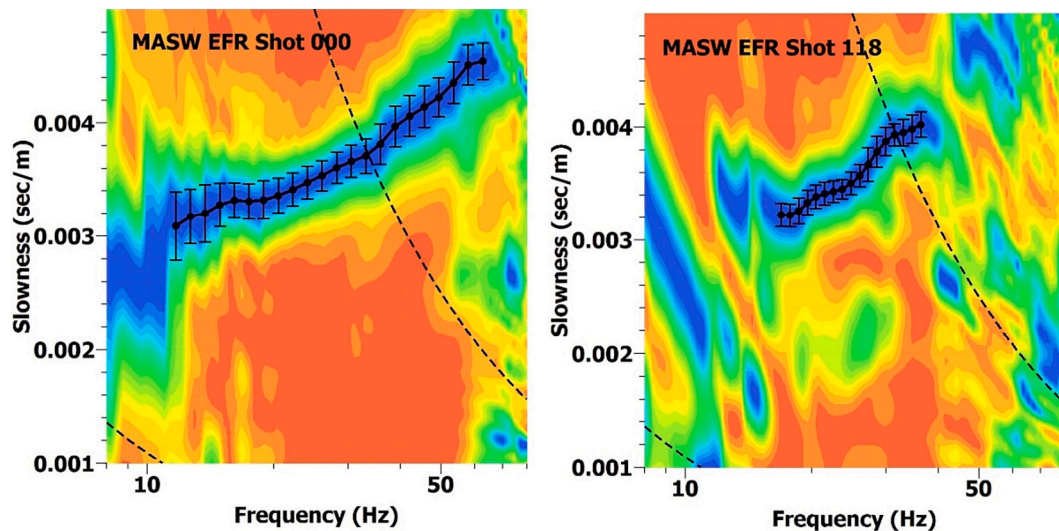 MASW EFR Shot 000
Slowness (sec/m)
0.004
0.003
0.002
0.001
10
50
Frequency (Hz)
MASW EFR Shot 118
Slowness (sec/m)
0.004
0.003
0.002
0.001
10
50
Frequency (Hz)